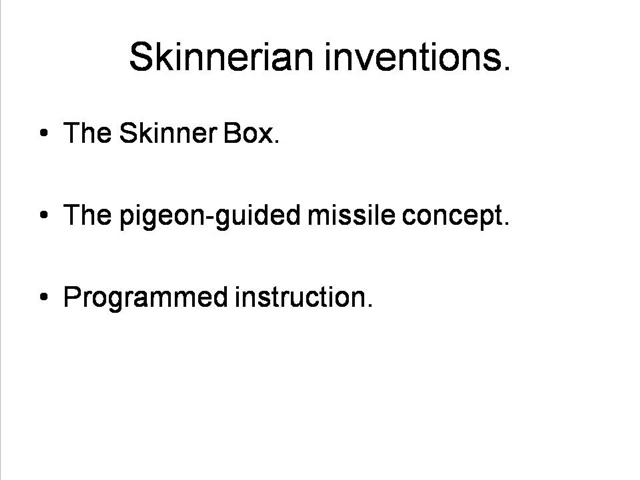 Skinnerian inventions.
• The Skinner Box.
• The pigeon-guided missile concept.
• Programmed instruction.